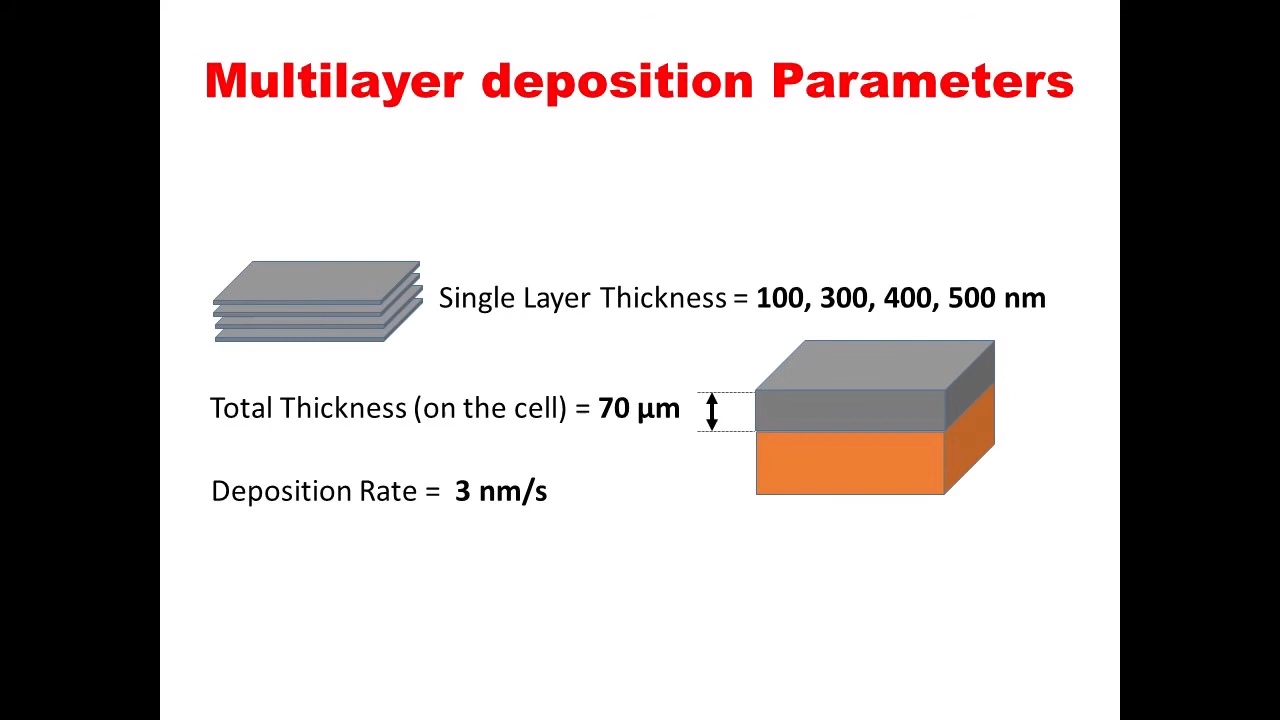 Multilayer deposition Parameters
Single Layer Thickness = 100, 300, 400, 500 nm
Total Thickness (on the cell) = 70 µm
Deposition Rate = 3 nm/s